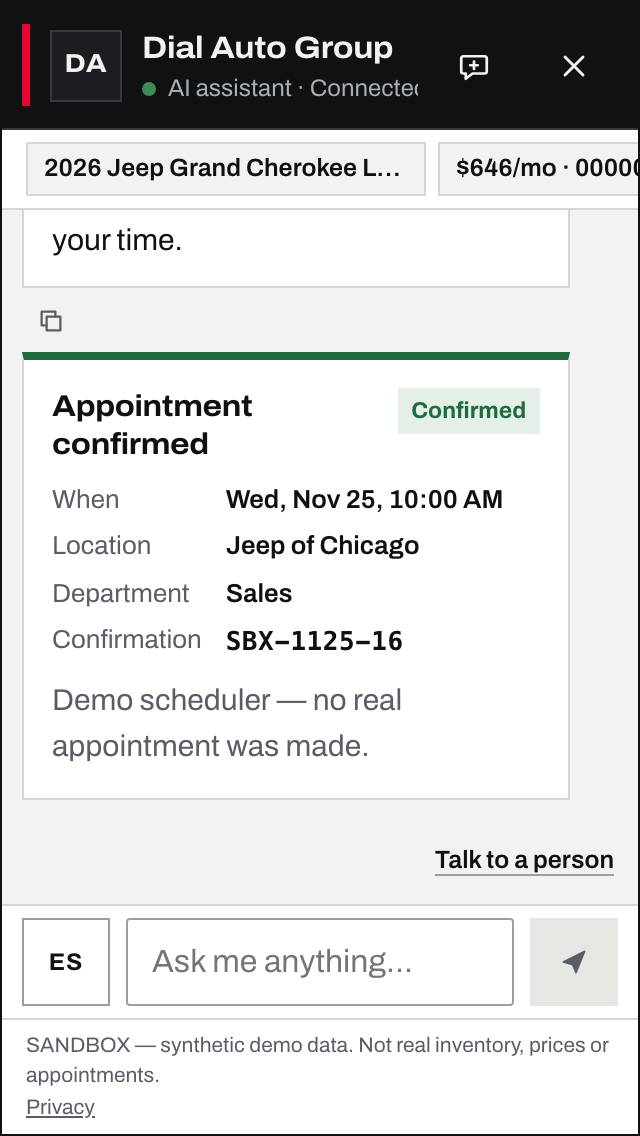 DA
Dial Auto Group
AI assistant · Connected
2026 Jeep Grand Cherokee L...
$646/mo · 0000
your time.
Appointment
confirmed
Confirmed
When
Wed, Nov 25, 10:00 AM
Location
Jeep of Chicago
Department
Sales
Confirmation
SBX–1125–16
Demo scheduler — no real
appointment was made.
Talk to a person
ES
Ask me anything...
SANDBOX — synthetic demo data. Not real inventory, prices or
appointments.
Privacy